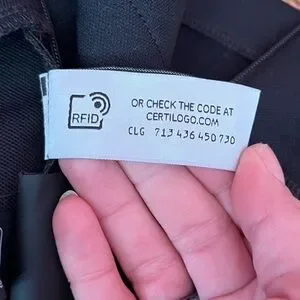 RFID
OR CHECK THE CODE AT
CERTILOGO.COM
CLG 713 436 450 730